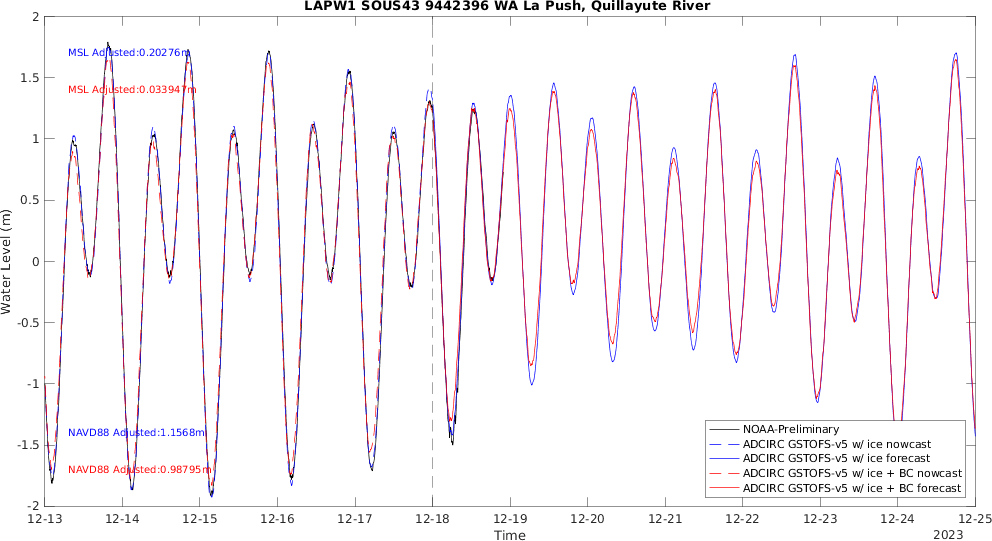 LAPW1 SOUS43 9442396 WA La Push, Quillayute River
2
1.5
1
0.5
0
-0.5
-1
-1.5
-2
Water Level (m)
MSL Adjusted:0.20276m
MSL Adjusted:0.033947m
NAVD88 Adjusted:1.1568m
NAVD88 Adjusted:0.98795m
NOAA-Preliminary
ADCIRC GSTOFS-v5 w/ ice nowcast
ADCIRC GSTOFS-v5 w/ ice forecast
ADCIRC GSTOFS-v5 w/ ice + BC nowcast
ADCIRC GSTOFS-v5 w/ ice + BC forecast
12-13 12-14 12-15 12-16 12-17 12-18 12-19 12-20 12-21 12-22 12-23 12-24 12-25
Time
2023